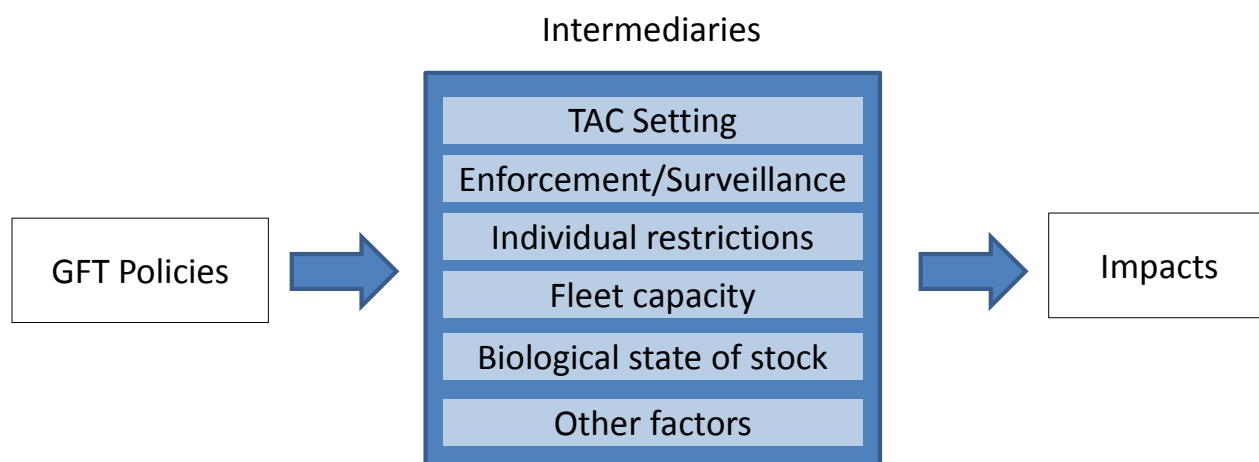 Intermediaries
GFT Policies
TAC Setting
Enforcement/Surveillance
Individual restrictions
Fleet capacity
Biological state of stock
Other factors
Impacts